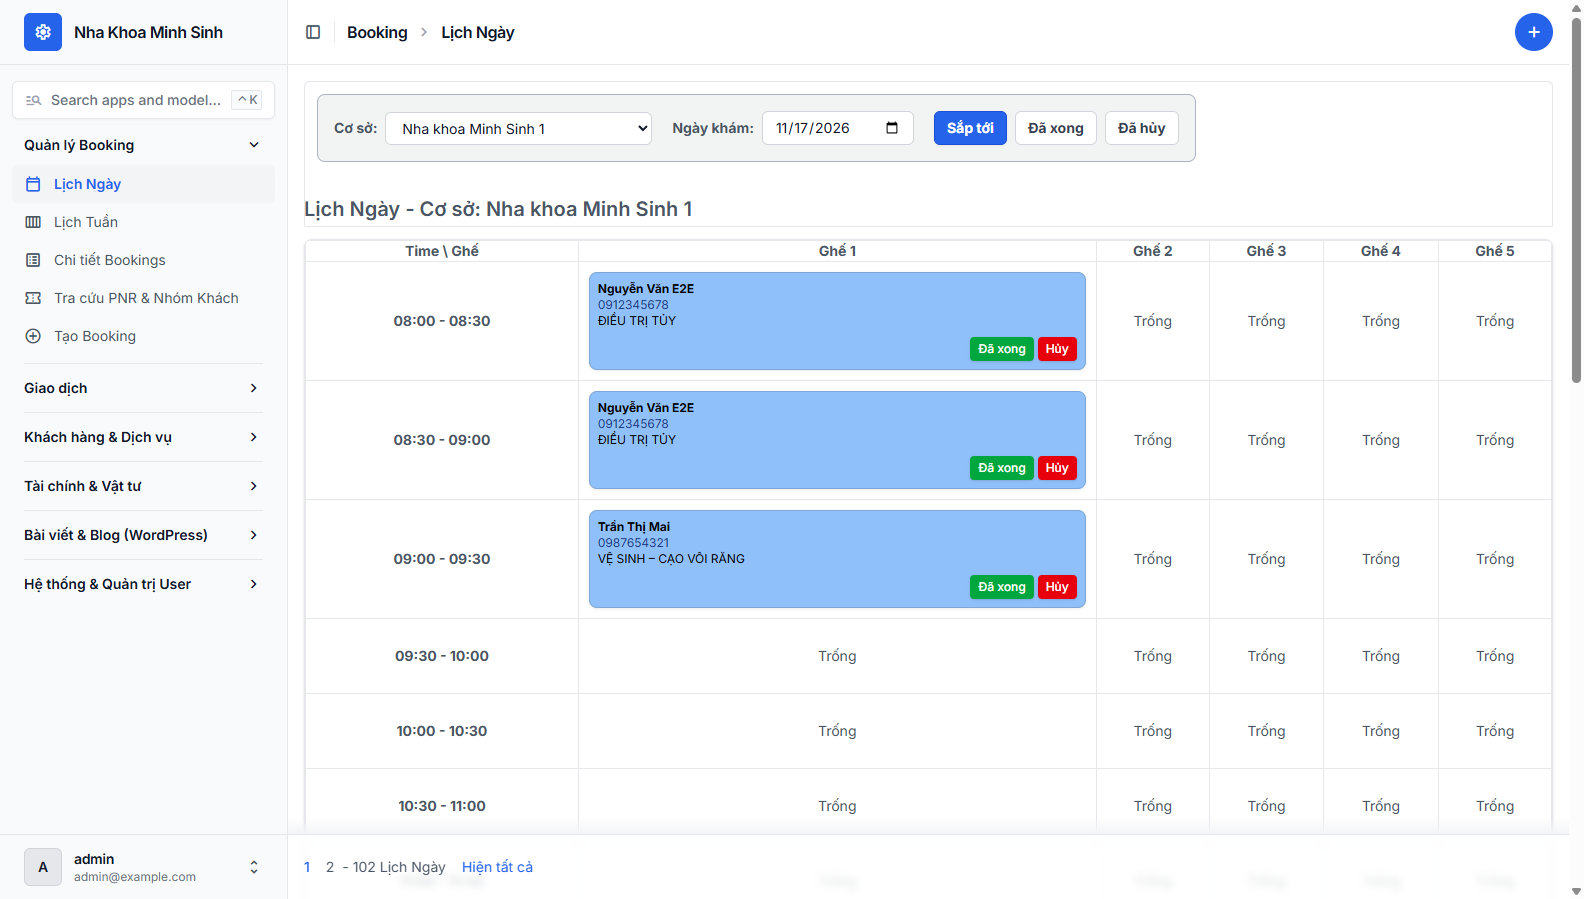 Nha Khoa Minh Sinh
Booking > Lịch Ngày
Search apps and model... ^ K
Quản lý Booking
Lịch Ngày
Lịch Tuần
Chi tiết Bookings
Tra cứu PNR & Nhóm Khách
Tạo Booking
Giao dịch
Khách hàng & Dịch vụ
Tài chính & Vật tư
Bài viết & Blog (WordPress)
Hệ thống & Quản trị User
A admin
admin@example.com
Cơ sở: Nha khoa Minh Sinh 1 Ngày khám: 11/17/2026 Sắp tới Đã xong Đã hủy
Lịch Ngày - Cơ sở: Nha khoa Minh Sinh 1
Time \ Ghế Ghế 1 Ghế 2 Ghế 3 Ghế 4 Ghế 5
08:00 - 08:30
Nguyễn Văn E2E
0912345678
ĐIỀU TRỊ TỦY
Đã xong Hủy
Trống Trống Trống Trống
08:30 - 09:00
Nguyễn Văn E2E
0912345678
ĐIỀU TRỊ TỦY
Đã xong Hủy
Trống Trống Trống Trống
09:00 - 09:30
Trần Thị Mai
0987654321
VỆ SINH – CẠO VÔI RĂNG
Đã xong Hủy
Trống Trống Trống Trống
09:30 - 10:00 Trống Trống Trống Trống Trống
10:00 - 10:30 Trống Trống Trống Trống Trống
10:30 - 11:00 Trống Trống Trống Trống Trống
1 2 - 102 Lịch Ngày Hiện tất cả